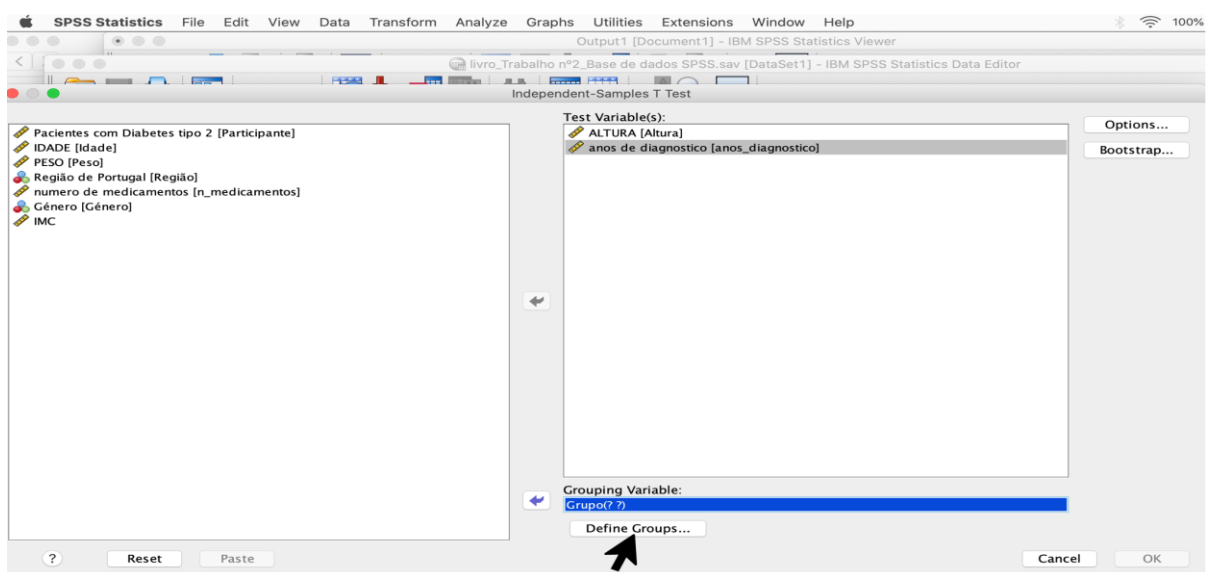 SPSS Statistics File Edit View Data Transform Analyze Graphs Utilities Extensions Window Help 100%
Output1 [Document1] - IBM SPSS Statistics Viewer
livro_Trabalho nº2_Base de dados SPSS.sav [DataSet1] - IBM SPSS Statistics Data Editor
Independent-Samples T Test
Pacientes com Diabetes tipo 2 [Participante]
IDADE [Idade]
PESO [Peso]
Região de Portugal [Região]
numero de medicamentos [n_medicamentos]
Género [Género]
IMC
Test Variable(s):
ALTURA [Altura]
anos de diagnostico [anos_diagnostico]
Options...
Bootstrap...
Grouping Variable:
Grupo(? ?)
Define Groups...
? Reset Paste Cancel OK